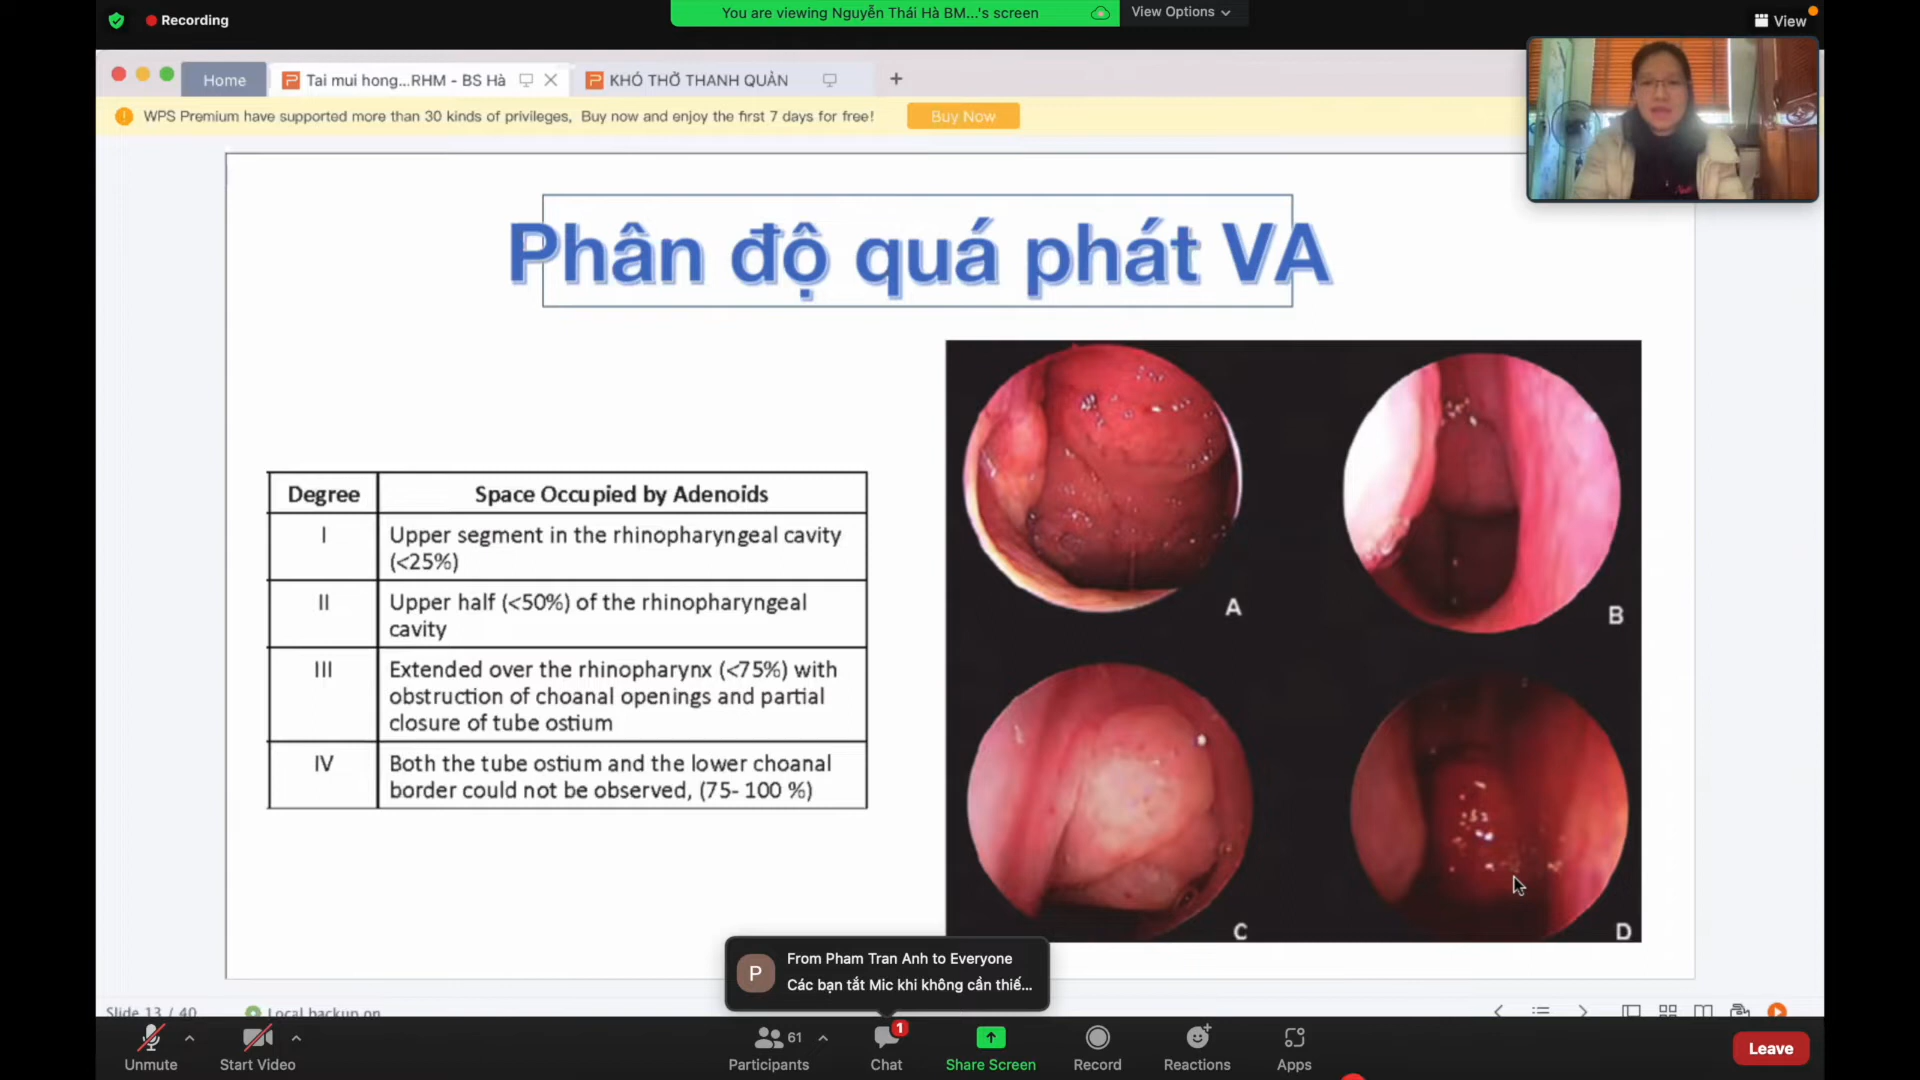 Recording
You are viewing Nguyễn Thái Hà BM...'s screen
View Options
View
Home
Tai mui hong...RHM - BS Hà
KHÓ THỞ THANH QUẢN
WPS Premium have supported more than 30 kinds of privileges, Buy now and enjoy the first 7 days for free!
Buy Now
Phân độ quá phát VA
Degree
Space Occupied by Adenoids
I
Upper segment in the rhinopharyngeal cavity
(<25%)
II
Upper half (<50%) of the rhinopharyngeal
cavity
III
Extended over the rhinopharynx (<75%) with
obstruction of choanal openings and partial
closure of tube ostium
IV
Both the tube ostium and the lower choanal
border could not be observed, (75- 100 %)
A
B
C
D
P
From Pham Tran Anh to Everyone
Các bạn tắt Mic khi không cần thiế...
Slide 13 / 40
Local backup on
Unmute
Start Video
61
Participants
1
Chat
Share Screen
Record
Reactions
Apps
Leave